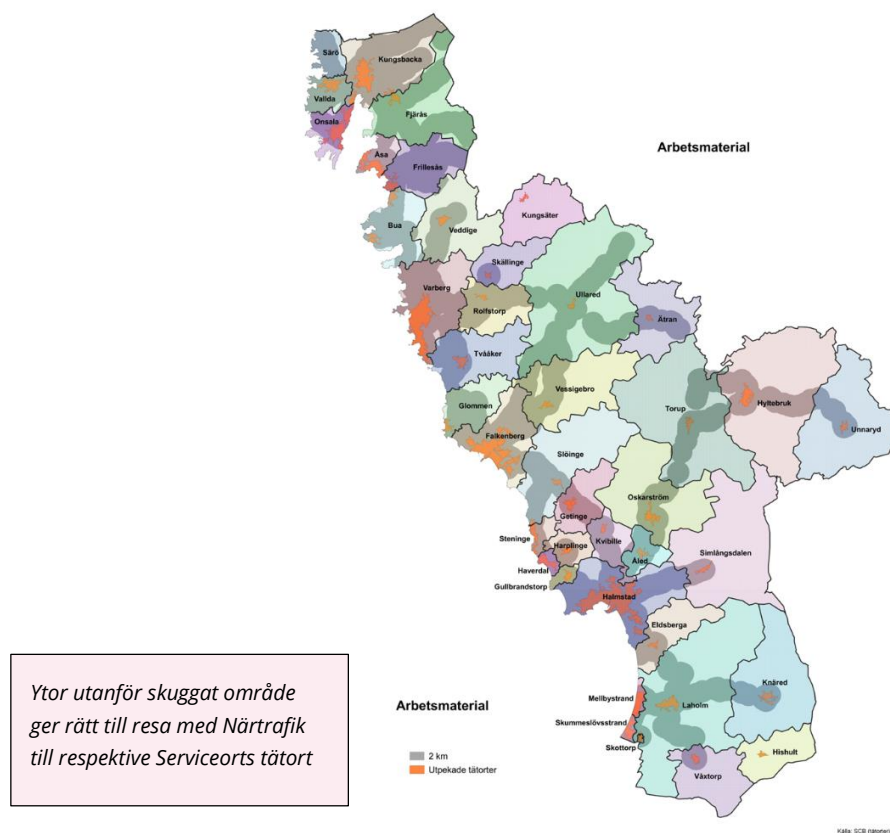 Särö
Kungsbacka
Vallda
Onsala
Fjärås
Åsa
Frillesås
Arbetsmaterial
Kungsäter
Bua
Veddige
Skällinge
Varberg
Ullared
Rolfstorp
Ätran
Tvååker
Vessigebro
Glommen
Torup
Hyltebruk
Unnaryd
Falkenberg
Slöinge
Oskarström
Getinge
Steninge
Harplinge
Kvibille
Simlångsdalen
Åled
Haverdal
Gullbrandstorp
Halmstad
Eldsberga
Ytor utanför skuggat område
ger rätt till resa med Närtrafik
till respektive Serviceorts tätort
Mellbystrand
Laholm
Knäred
Arbetsmaterial
Skummeslövsstrand
Skottorp
Hishult
2 km
Utpekade tätorter
Våxtorp
Källa: SCB (tätorter)